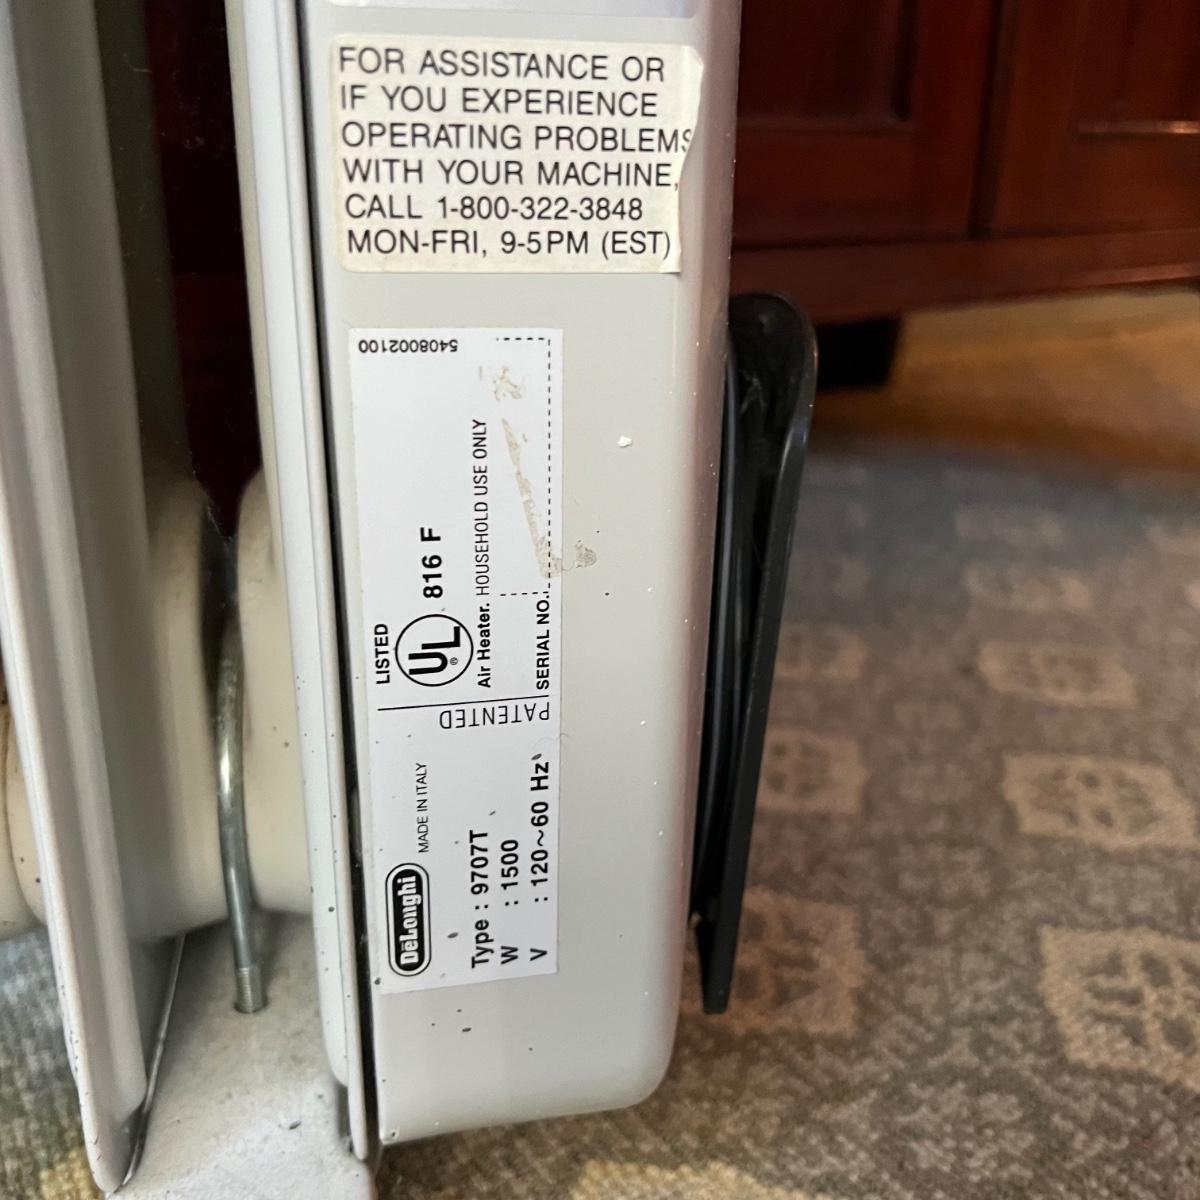 FOR ASSISTANCE OR
IF YOU EXPERIENCE
OPERATING PROBLEMS
WITH YOUR MACHINE,
CALL 1-800-322-3848
MON-FRI, 9-5PM (EST)
5408002100
LISTED
UL ® 816 F
Air Heater. HOUSEHOLD USE ONLY
SERIAL NO.
PATENTED
PATENTED
DēLonghi MADE IN ITALY
Type : 9707T
W : 1500
V : 120~60 Hz